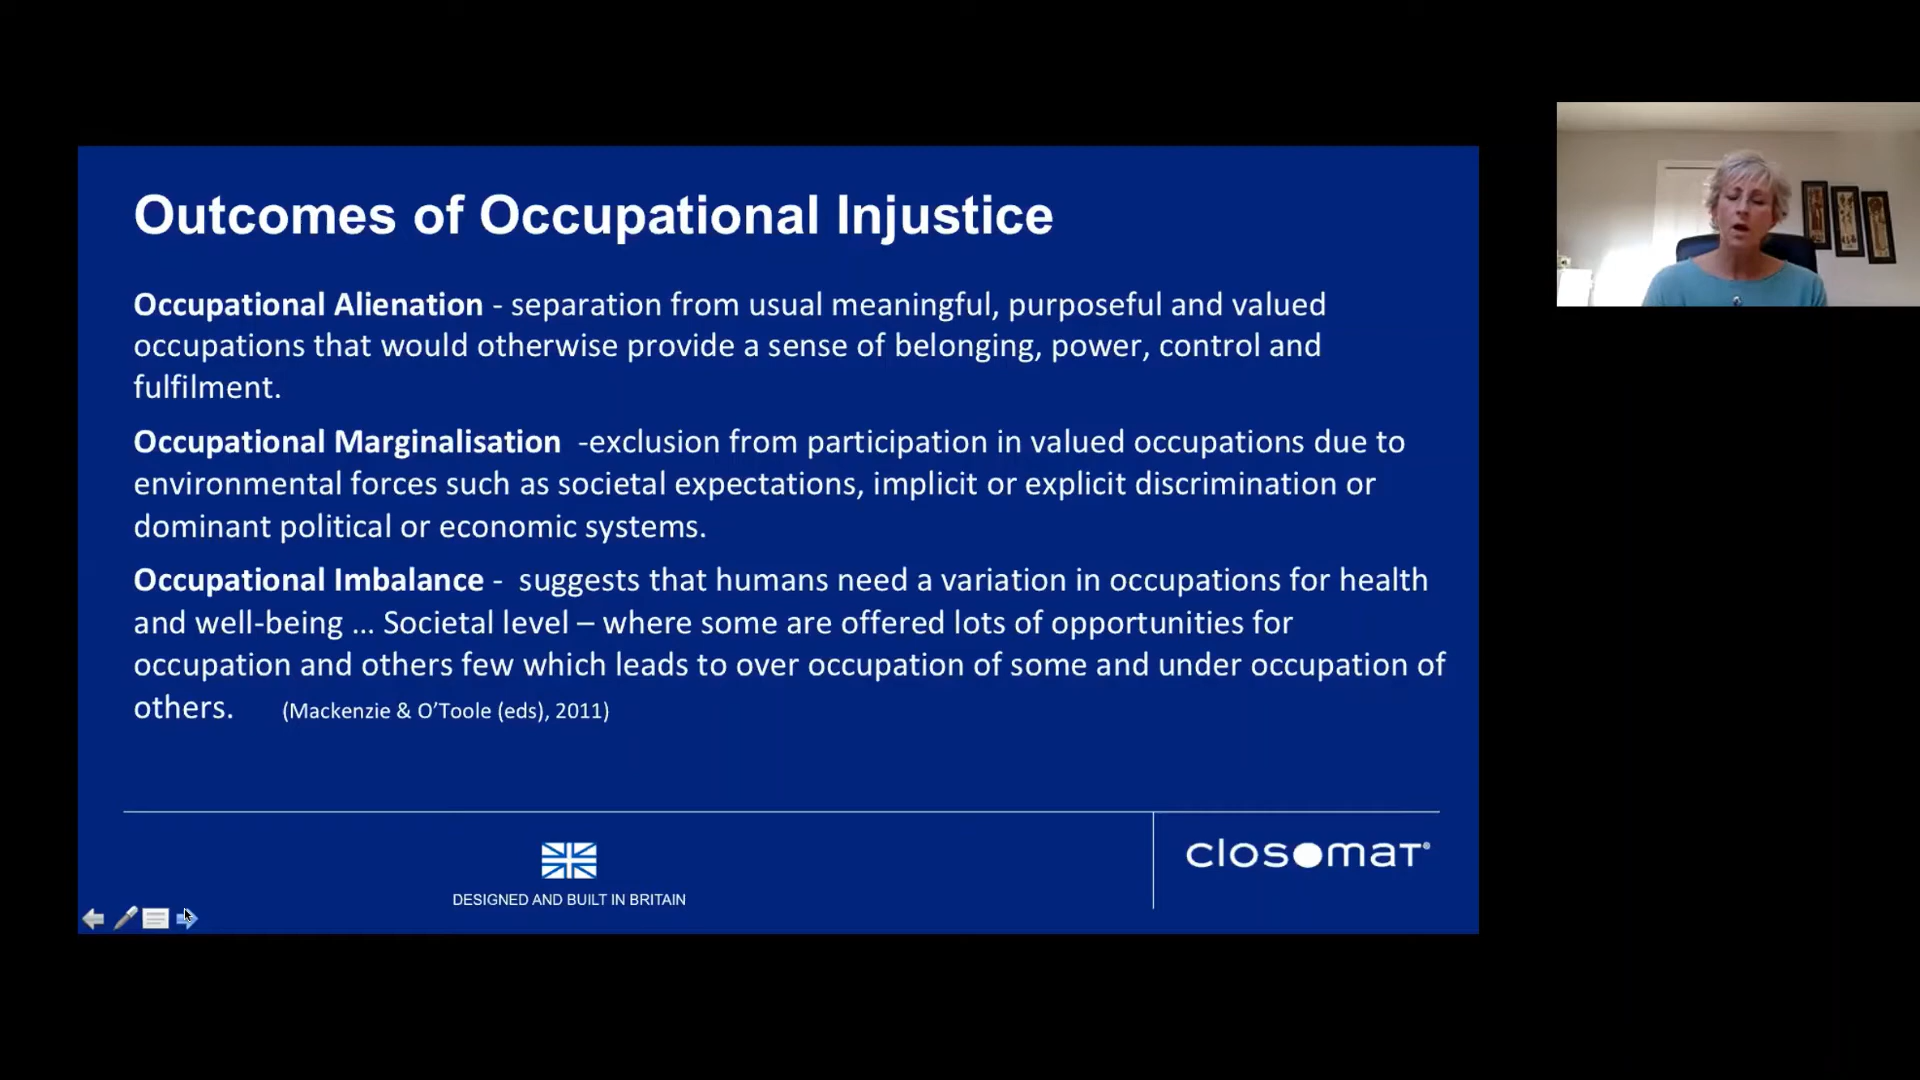 Outcomes of Occupational Injustice
Occupational Alienation - separation from usual meaningful, purposeful and valued
occupations that would otherwise provide a sense of belonging, power, control and
fulfilment.
Occupational Marginalisation -exclusion from participation in valued occupations due to
environmental forces such as societal expectations, implicit or explicit discrimination or
dominant political or economic systems.
Occupational Imbalance - suggests that humans need a variation in occupations for health
and well-being ... Societal level – where some are offered lots of opportunities for
occupation and others few which leads to over occupation of some and under occupation of
others. (Mackenzie & O’Toole (eds), 2011)
DESIGNED AND BUILT IN BRITAIN
closomat®